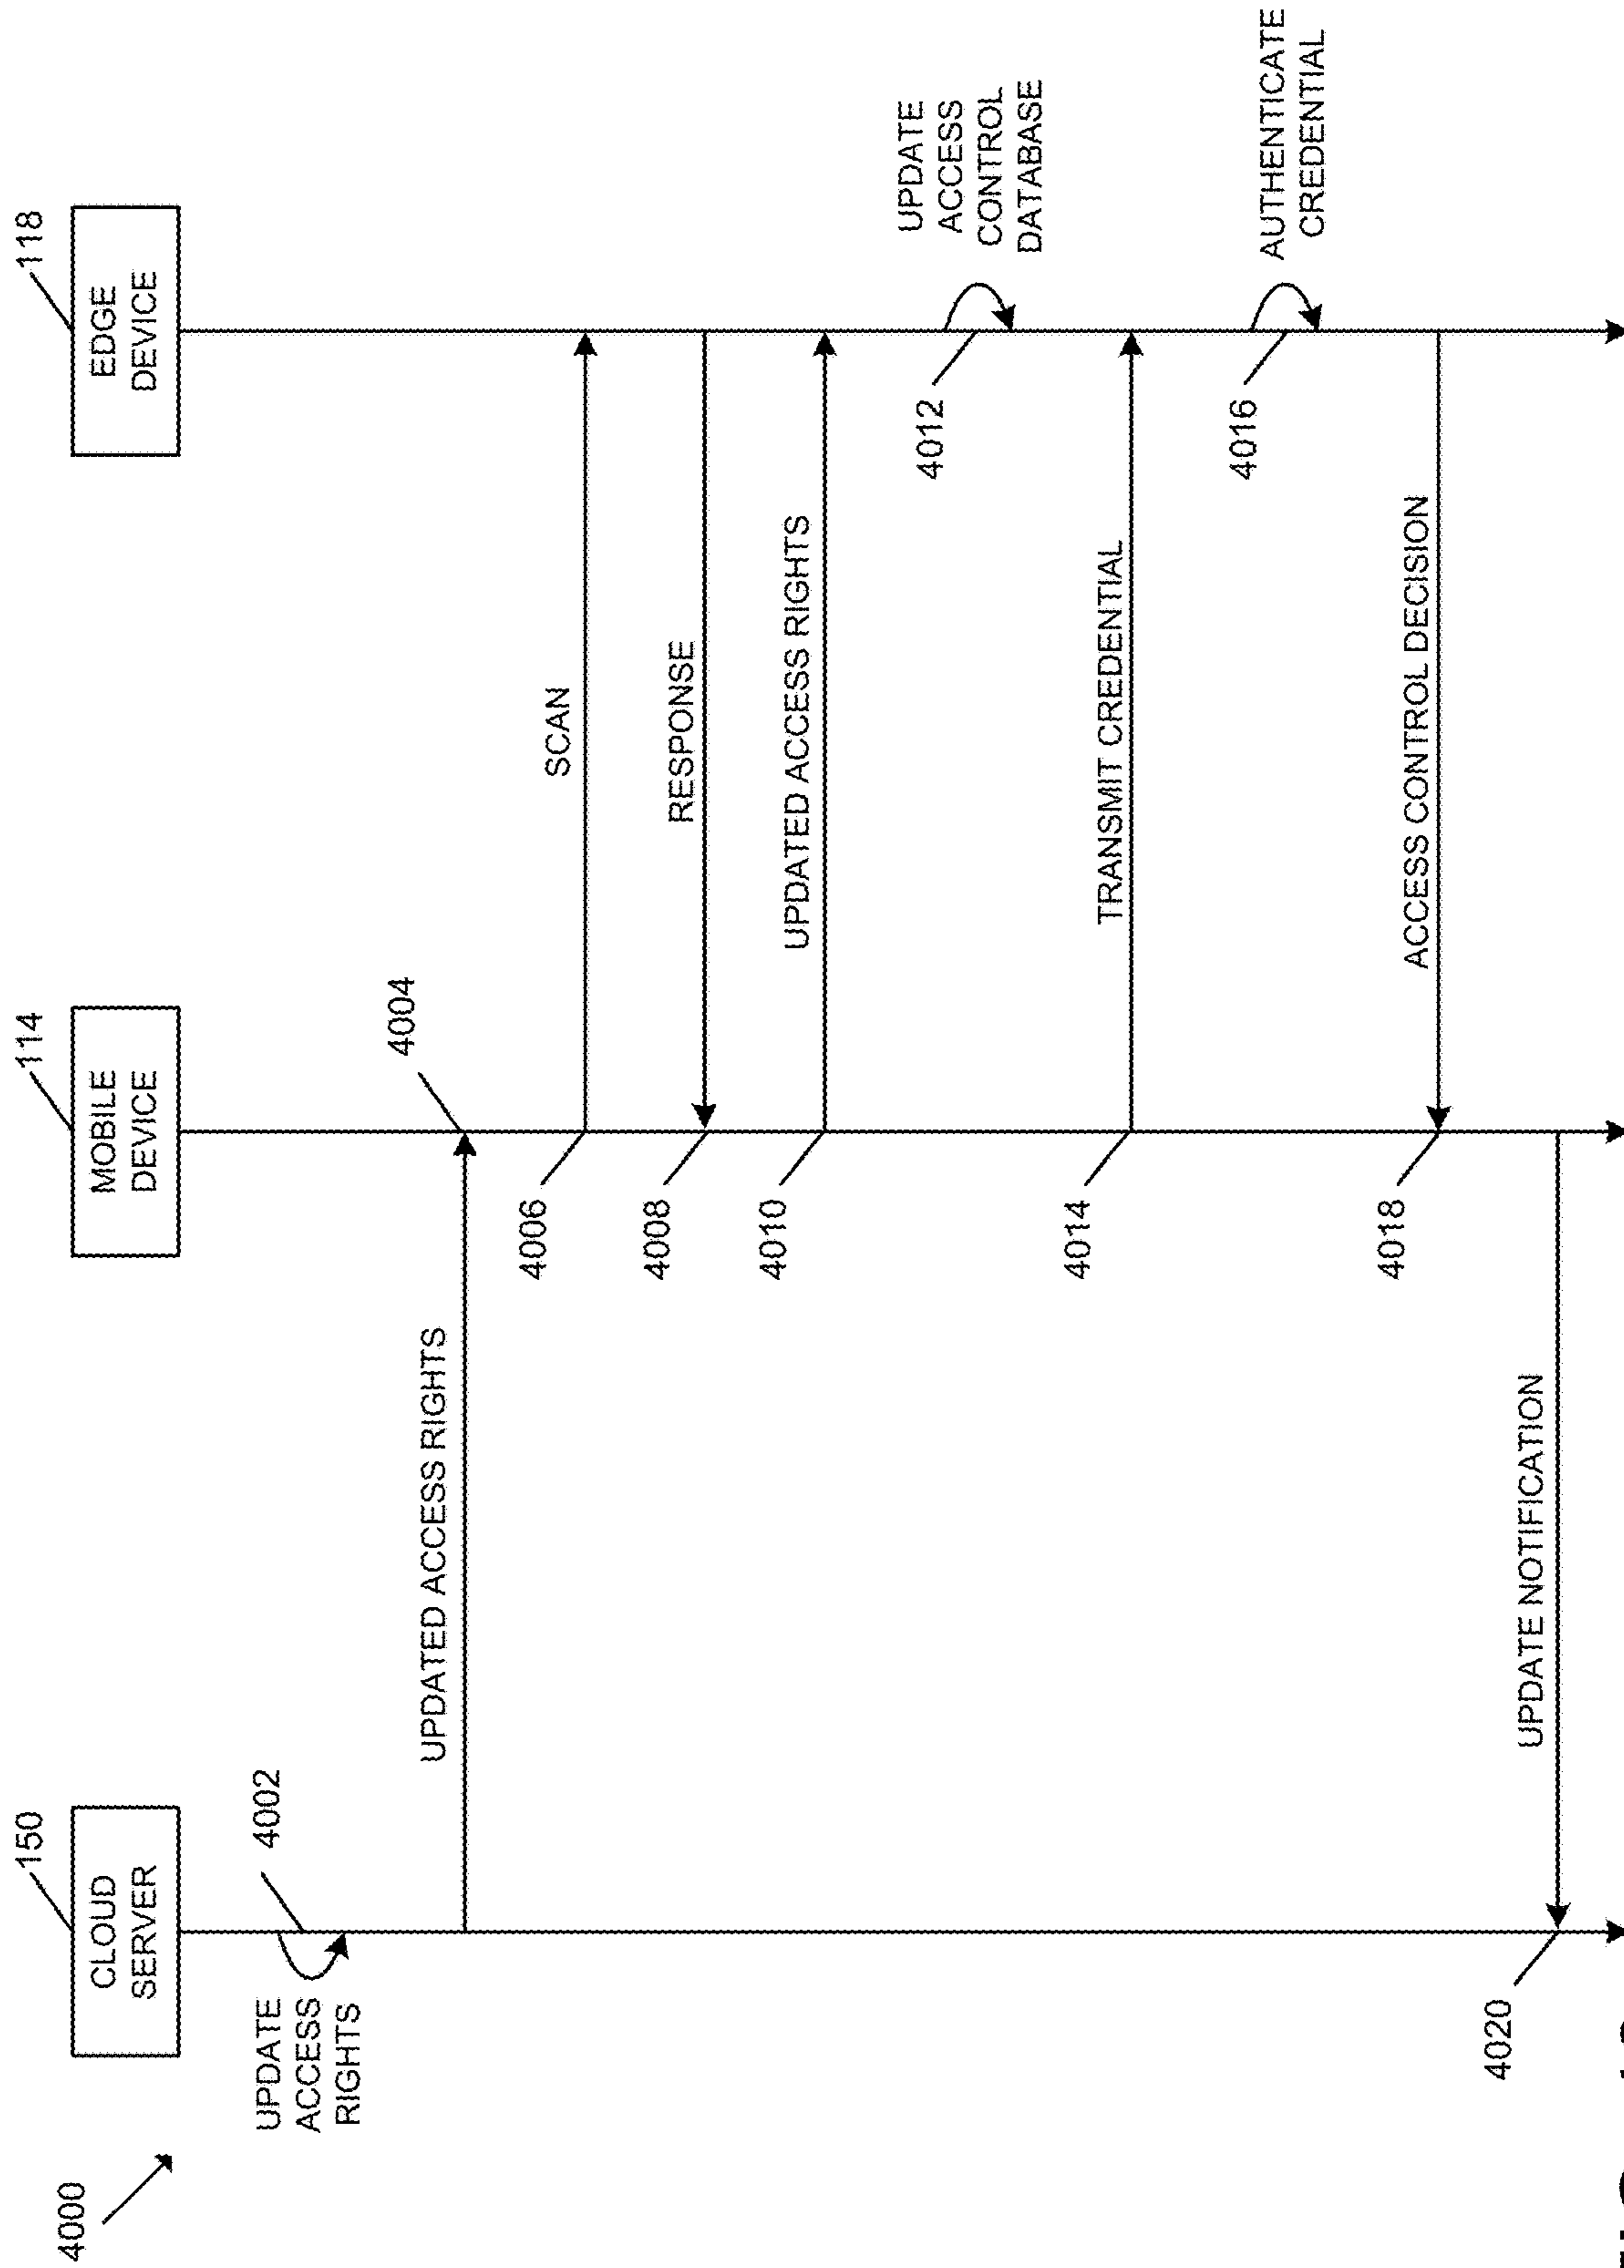 4000
150
CLOUD
SERVER
114
MOBILE
DEVICE
118
EDGE
DEVICE
UPDATE
ACCESS
RIGHTS
4002
UPDATED ACCESS RIGHTS
4004
SCAN
4006
RESPONSE
4008
UPDATED ACCESS RIGHTS
4010
UPDATE
ACCESS
CONTROL
DATABASE
4012
TRANSMIT CREDENTIAL
4014
AUTHENTICATE
CREDENTIAL
4016
ACCESS CONTROL DECISION
4018
UPDATE NOTIFICATION
4020